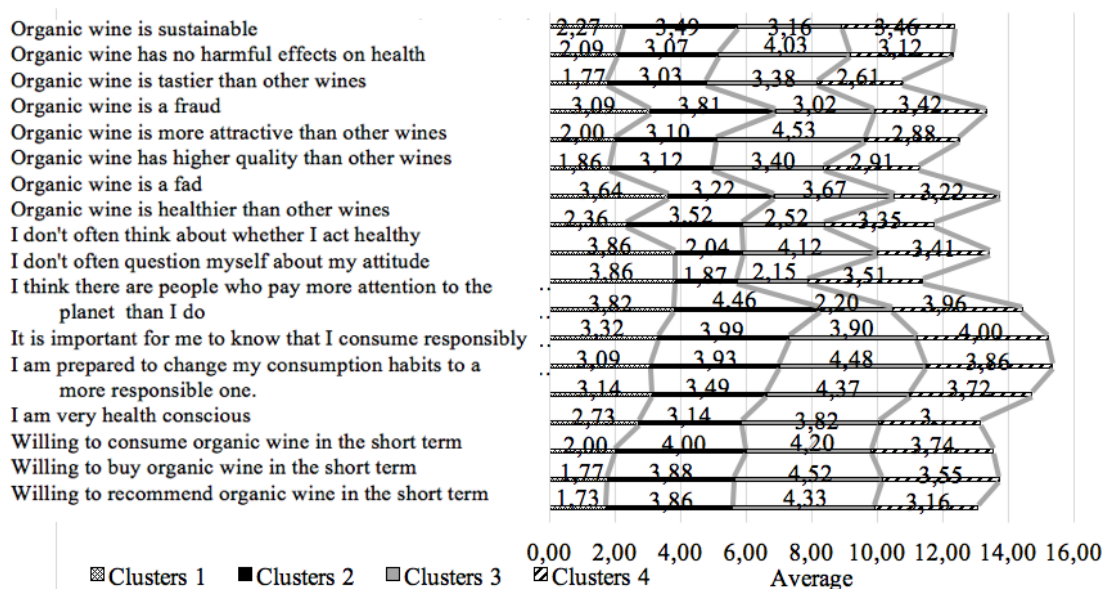 Organic wine is sustainable
Organic wine has no harmful effects on health
Organic wine is tastier than other wines
Organic wine is a fraud
Organic wine is more attractive than other wines
Organic wine has higher quality than other wines
Organic wine is a fad
Organic wine is healthier than other wines
I don't often think about whether I act healthy
I don't often question myself about my attitude
I think there are people who pay more attention to the
planet than I do
It is important for me to know that I consume responsibly
I am prepared to change my consumption habits to a
more responsible one.
I am very health conscious
Willing to consume organic wine in the short term
Willing to buy organic wine in the short term
Willing to recommend organic wine in the short term
2,27 3,49 3,16 3,46
2,09 3,07 4,03 3,12
1,77 3,03 3,38 2,61
3,09 3,81 3,02 3,42
2,00 3,10 4,53 2,88
1,86 3,12 3,40 2,91
3,64 3,22 3,67 3,22
2,36 3,52 2,52 3,35
3,86 2,04 4,12 3,41
3,86 1,87 2,15 3,51
3,82 4,46 2,20 3,96
3,32 3,99 3,90 4,00
3,09 3,93 4,48 3,86
3,14 3,49 4,37 3,72
2,73 3,14 3,82 3,
2,00 4,00 4,20 3,74
1,77 3,88 4,52 3,55
1,73 3,86 4,33 3,16
0,00 2,00 4,00 6,00 8,00 10,00 12,00 14,00 16,00
Clusters 1 Clusters 2 Clusters 3 Clusters 4 Average